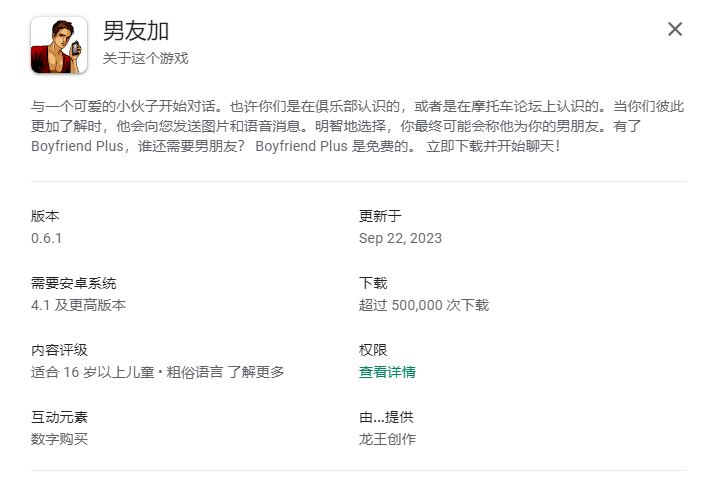 男友加
关于这个游戏
与一个可爱的小伙子开始对话。也许你们是在俱乐部认识的，或者是在摩托车论坛上认识的。当你们彼此
更加了解时，他会向您发送图片和语音消息。明智地选择，你最终可能会称他为你的男朋友。有了
Boyfriend Plus，谁还需要男朋友？ Boyfriend Plus 是免费的。 立即下载并开始聊天！
版本
更新于
0.6.1
Sep 22, 2023
需要安卓系统
下载
4.1 及更高版本
超过 500,000 次下载
内容评级
权限
适合 16 岁以上儿童 • 粗俗语言 了解更多
查看详情
互动元素
由...提供
数字购买
龙王创作